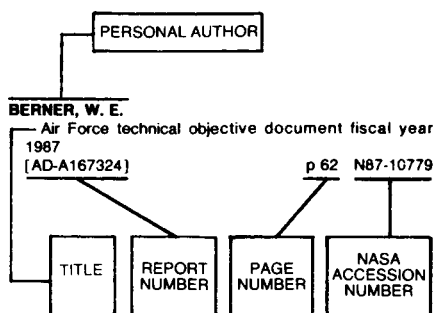 PERSONAL AUTHOR
BERNER, W. E.
Air Force technical objective document fiscal year
1987
[AD-A167324] p 62 N87-10779
TITLE
REPORT
NUMBER
PAGE
NUMBER
NASA
ACCESSION
NUMBER